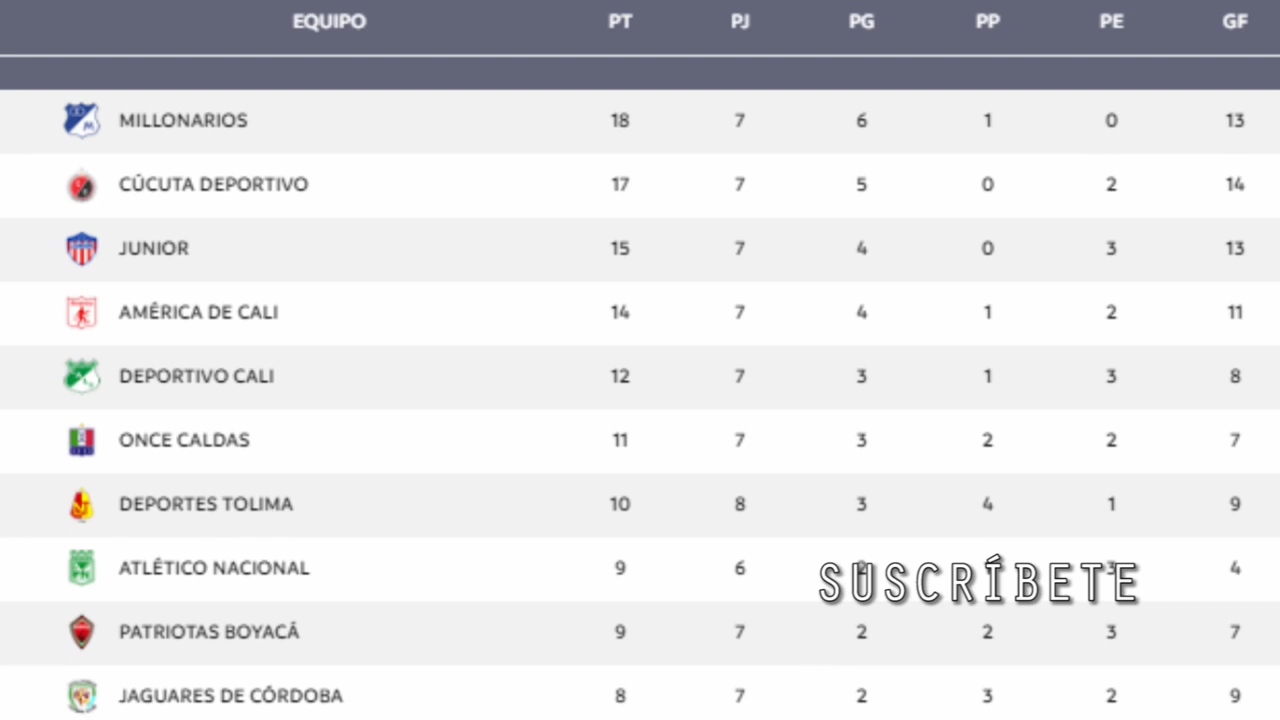 EQUIPO PT PJ PG PP PE GF
MILLONARIOS 18 7 6 1 0 13
CÚCUTA DEPORTIVO 17 7 5 0 2 14
JUNIOR 15 7 4 0 3 13
AMÉRICA DE CALI 14 7 4 1 2 11
DEPORTIVO CALI 12 7 3 1 3 8
ONCE CALDAS 11 7 3 2 2 7
DEPORTES TOLIMA 10 8 3 4 1 9
ATLÉTICO NACIONAL 9 6 3 4
SUSCRÍBETE
PATRIOTAS BOYACÁ 9 7 2 2 3 7
JAGUARES DE CÓRDOBA 8 7 2 3 2 9